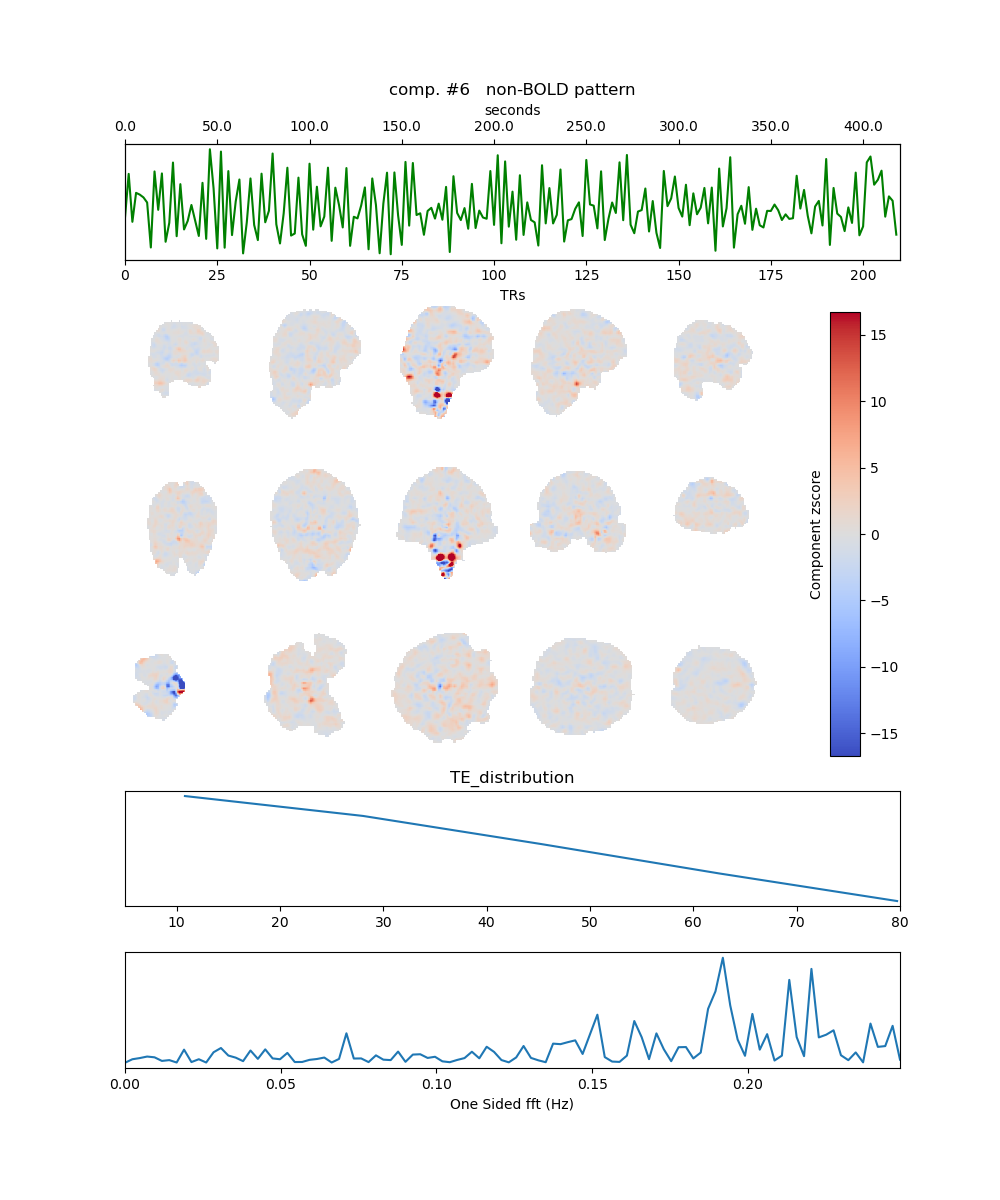 comp. #6   non-BOLD pattern
seconds
0.0 50.0 100.0 150.0 200.0 250.0 300.0 350.0 400.0
0 25 50 75 100 125 150 175 200
TRs
15
10
5
0
−5
−10
−15
Component zscore
TE_distribution
10 20 30 40 50 60 70 80
0.00 0.05 0.10 0.15 0.20
One Sided fft (Hz)